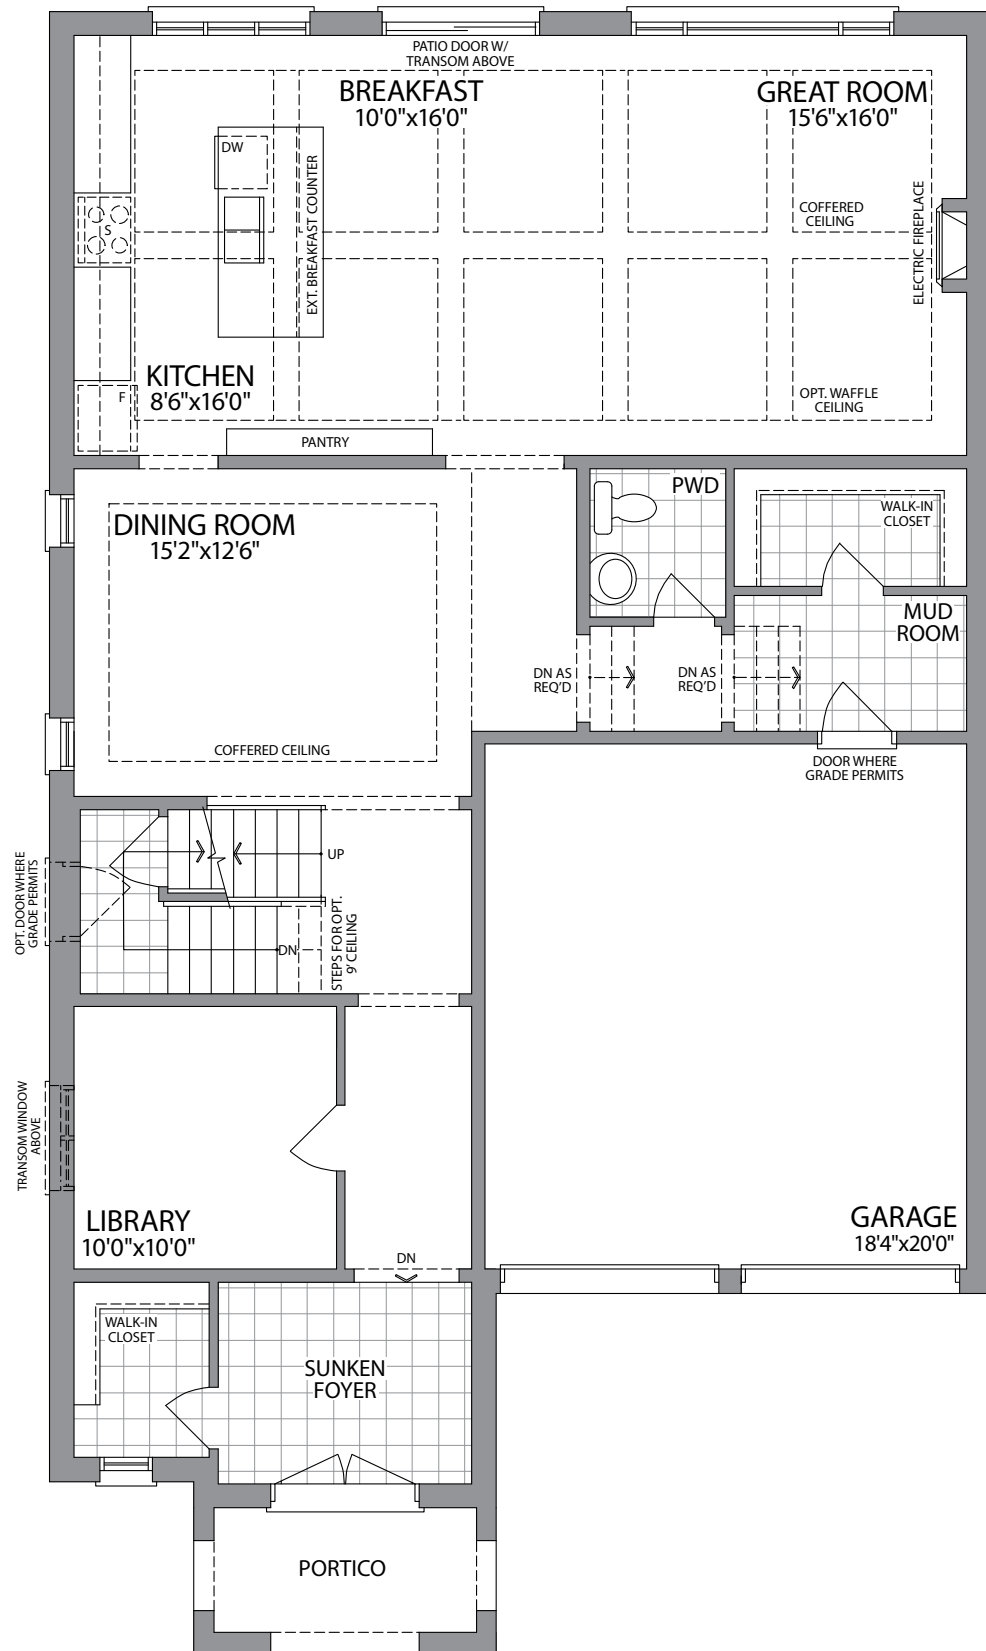 PATIO DOOR W/
TRANSOM ABOVE
BREAKFAST
10'0"x16'0"
GREAT ROOM
15'6"x16'0"
DW
EXT. BREAKFAST COUNTER
S
COFFERED
CEILING
ELECTRIC FIREPLACE
KITCHEN
8'6"x16'0"
F
OPT. WAFFLE
CEILING
PANTRY
PWD
WALK-IN
CLOSET
DINING ROOM
15'2"x12'6"
MUD
ROOM
DN AS
REQ'D
DN AS
REQ'D
COFFERED CEILING
DOOR WHERE
GRADE PERMITS
UP
OPT. DOOR WHERE
GRADE PERMITS
DN
STEPS FOR OPT.
9' CEILING
TRANSOM WINDOW
ABOVE
LIBRARY
10'0"x10'0"
GARAGE
18'4"x20'0"
DN
WALK-IN
CLOSET
SUNKEN
FOYER
PORTICO